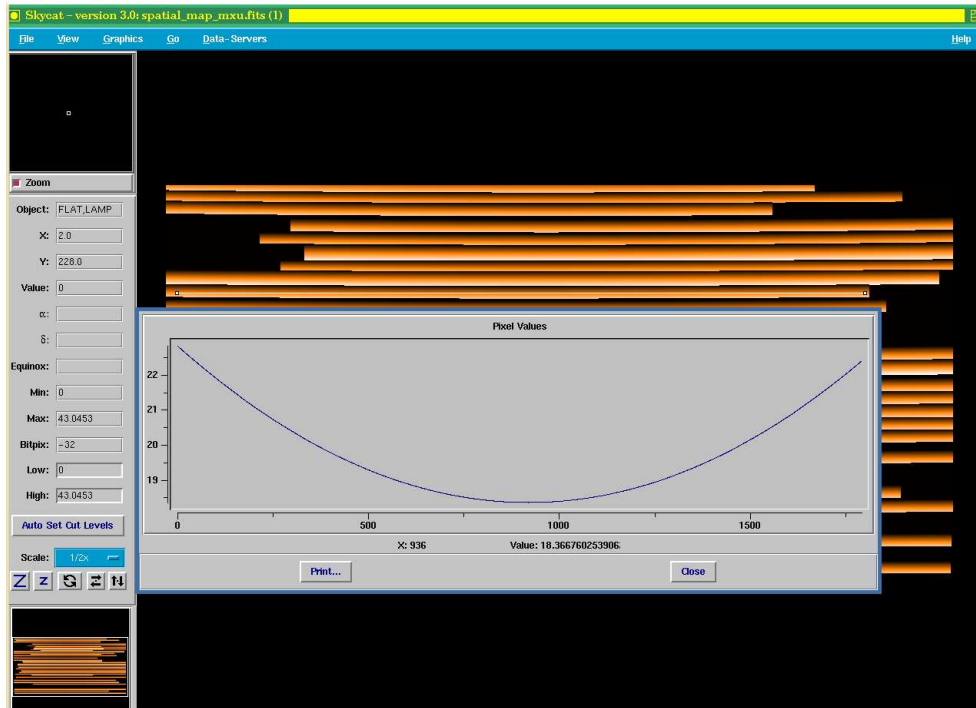 Skycat – version 3.0: spatial_map_mxu.fits (1)
File View Graphics Go Data-Servers Help
Zoom
Object: FLAT,LAMP
X: 2.0
Y: 228.0
Value: 0
α:
δ:
Equinox:
Min: 0
Max: 43.0453
Bitpix: -32
Low: 0
High: 43.0453
Auto Set Cut Levels
Scale: 1/2x
Z z
Pixel Values
22
21
20
19
0 500 1000 1500
X: 936 Value: 18.366760253906
Print... Close